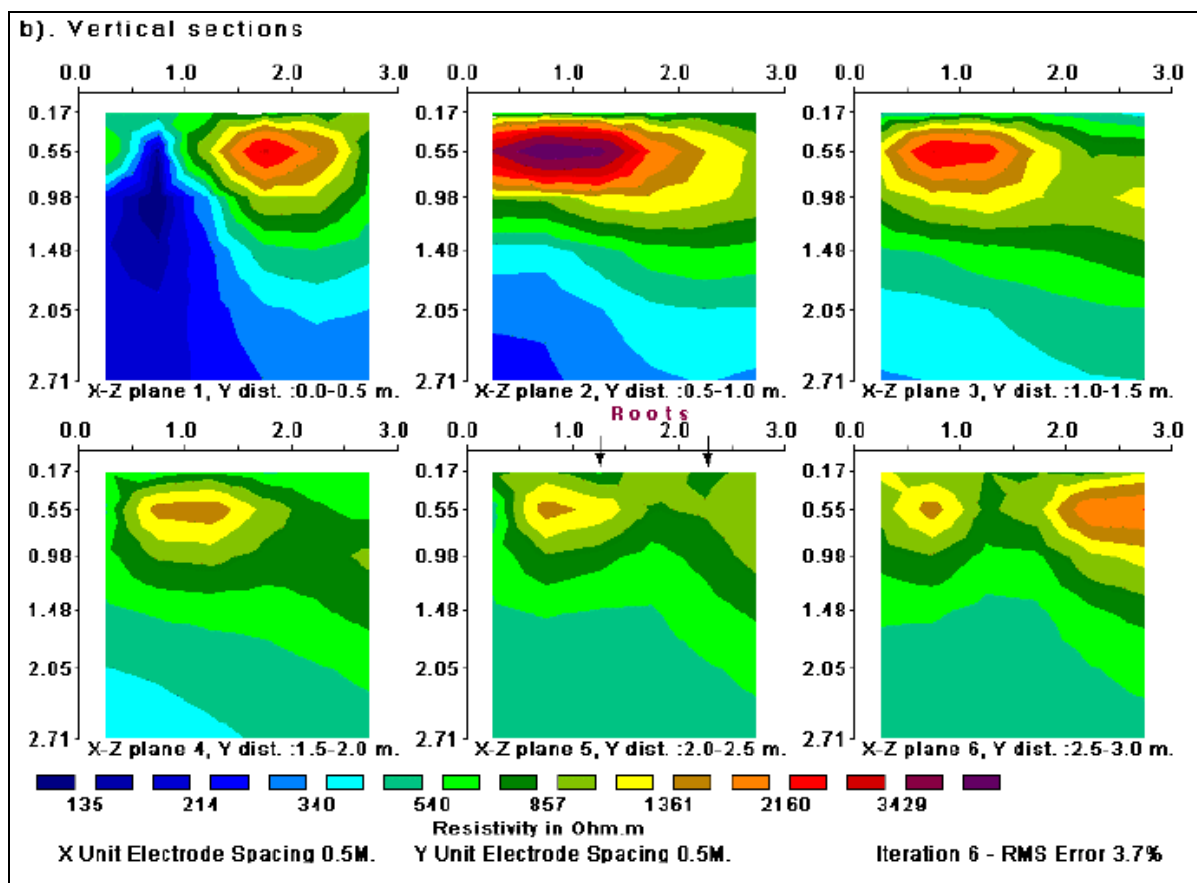 b). Vertical sections
0.0 1.0 2.0 3.0 0.0 1.0 2.0 3.0 0.0 1.0 2.0 3.0
0.17 0.17 0.17
0.55 0.55 0.55
0.98 0.98 0.98
1.48 1.48 1.48
2.05 2.05 2.05
2.71 2.71 2.71
X-Z plane 1, Y dist. :0.0-0.5 m. X-Z plane 2, Y dist. :0.5-1.0 m. X-Z plane 3, Y dist. :1.0-1.5 m.
Roots
0.0 1.0 2.0 3.0 0.0 1.0 2.0 3.0 0.0 1.0 2.0 3.0
0.17 0.17 0.17
0.55 0.55 0.55
0.98 0.98 0.98
1.48 1.48 1.48
2.05 2.05 2.05
2.71 2.71 2.71
X-Z plane 4, Y dist. :1.5-2.0 m. X-Z plane 5, Y dist. :2.0-2.5 m. X-Z plane 6, Y dist. :2.5-3.0 m.
135 214 340 540 857 1361 2160 3429
Resistivity in Ohm.m
X Unit Electrode Spacing 0.5M. Y Unit Electrode Spacing 0.5M. Iteration 6 - RMS Error 3.7%